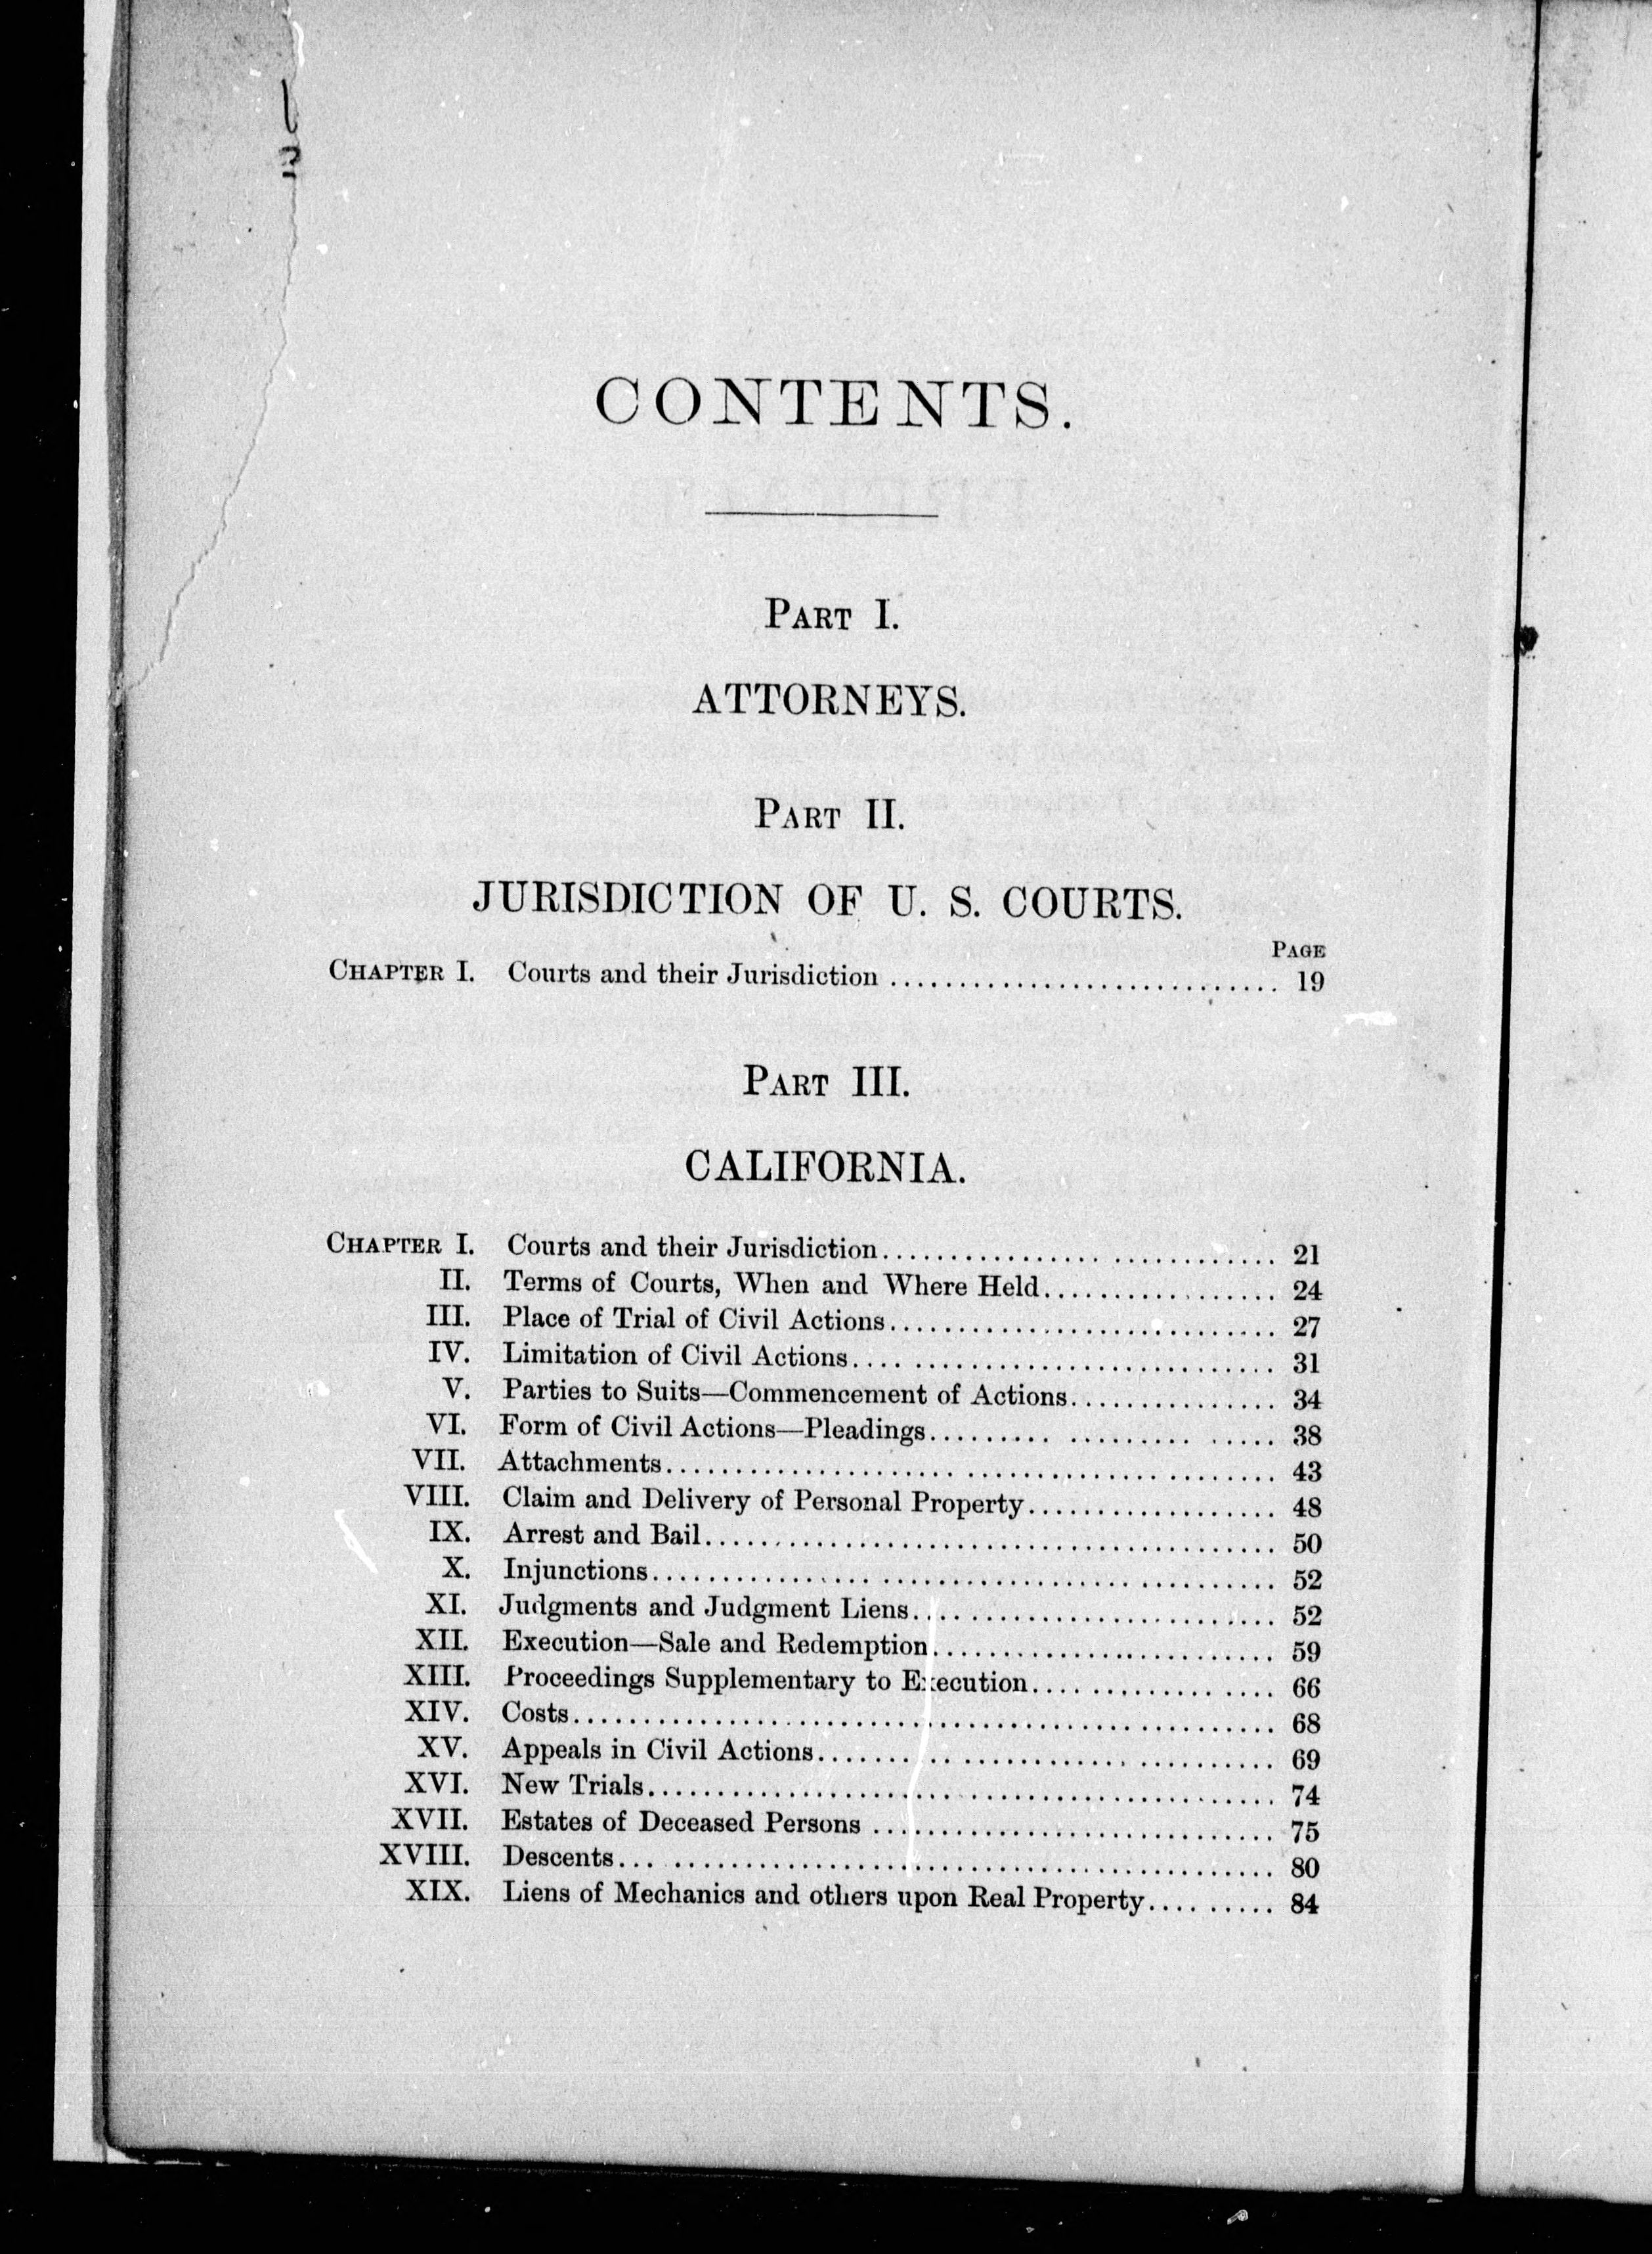 CONTENTS.
PART I.
ATTORNEYS.
PART II.
JURISDICTION OF U. S. COURTS.
PAGE
CHAPTER I. Courts and their Jurisdiction ............................ 19
PART III.
CALIFORNIA.
CHAPTER I. Courts and their Jurisdiction............................ 21
II. Terms of Courts, When and Where Held................. 24
III. Place of Trial of Civil Actions............................ 27
IV. Limitation of Civil Actions.............................. 31
V. Parties to Suits—Commencement of Actions............... 34
VI. Form of Civil Actions—Pleadings......................... 38
VII. Attachments............................................ 43
VIII. Claim and Delivery of Personal Property.................. 48
IX. Arrest and Bail......................................... 50
X. Injunctions............................................. 52
XI. Judgments and Judgment Liens.......................... 52
XII. Execution—Sale and Redemption......................... 59
XIII. Proceedings Supplementary to Execution.................. 66
XIV. Costs.................................................. 68
XV. Appeals in Civil Actions................................ 69
XVI. New Trials............................................. 74
XVII. Estates of Deceased Persons ............................. 75
XVIII. Descents............................................... 80
XIX. Liens of Mechanics and others upon Real Property......... 84